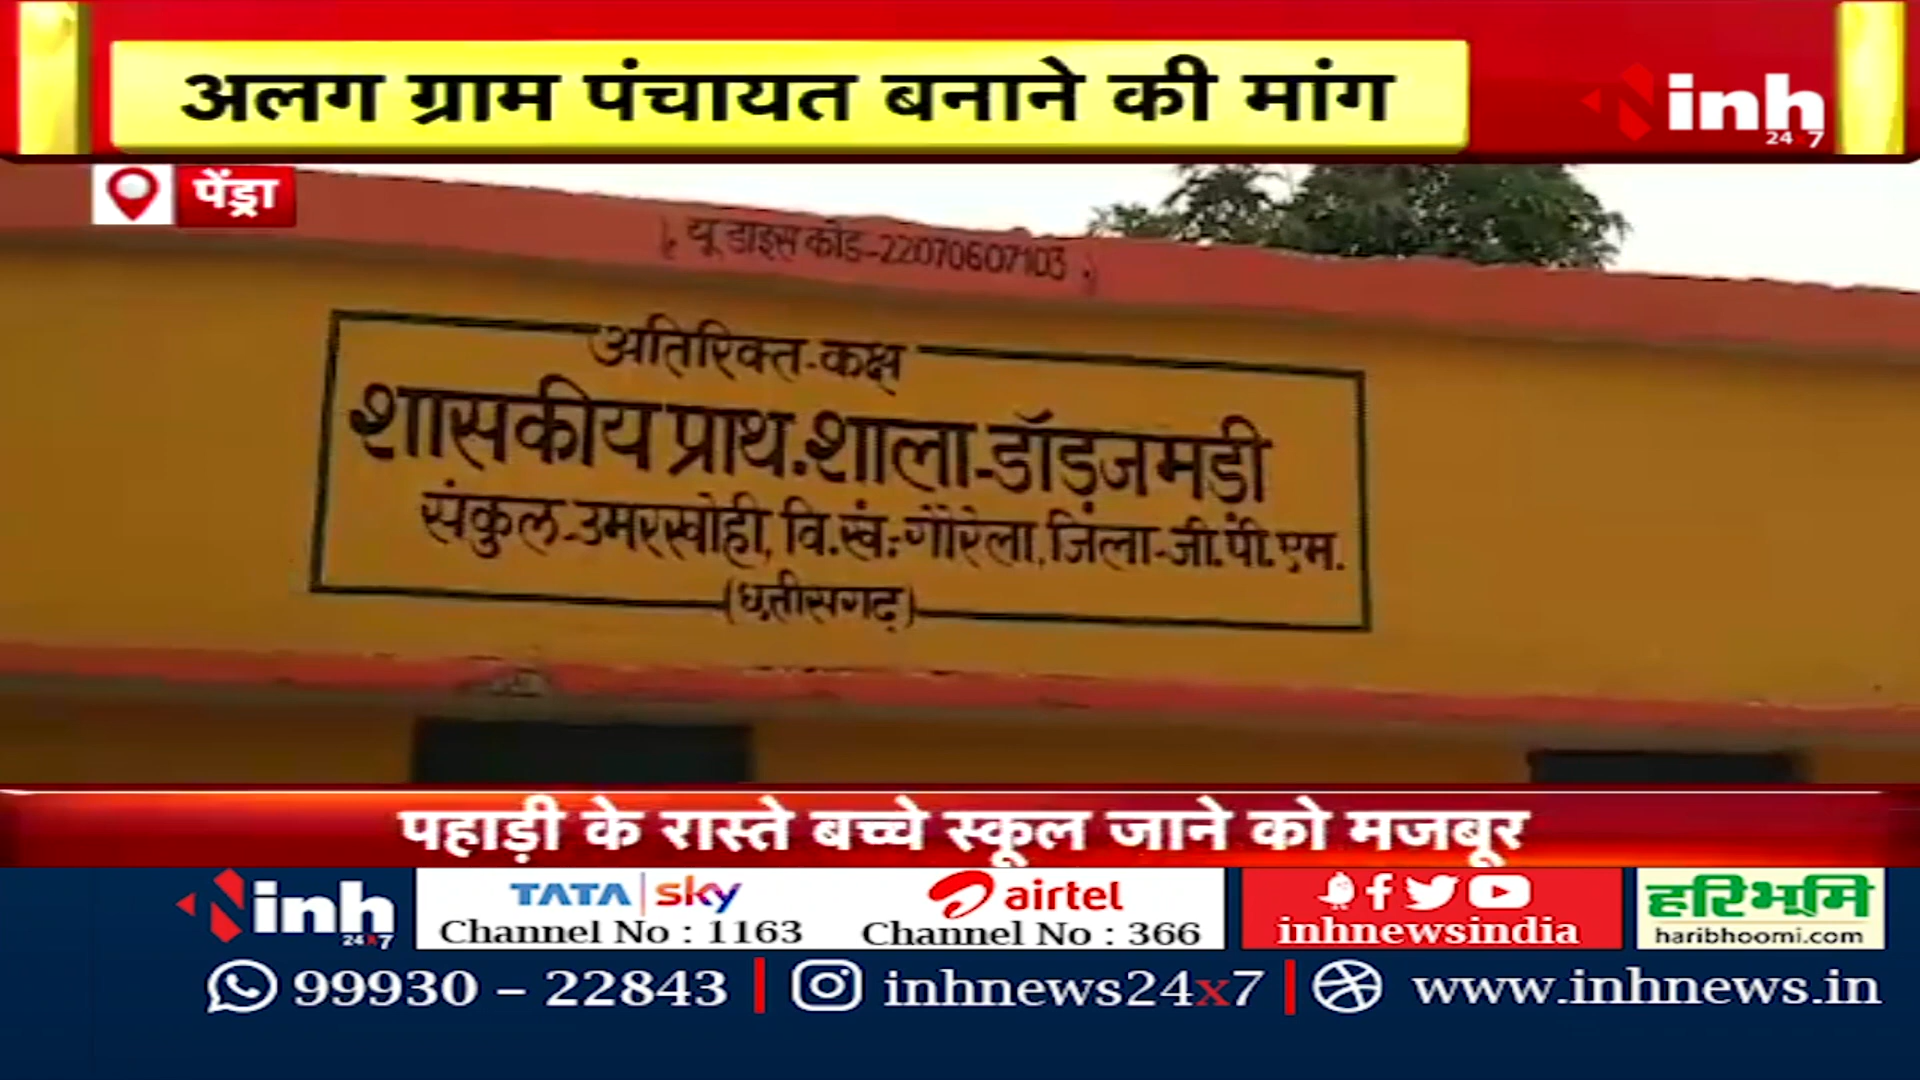 अलग ग्राम पंचायत बनाने की मांग
inh
24x7
पेंड्रा
यू डाइस कोड-22070607103
अतिरिक्त-कक्ष
शासकीय प्राथ.शाला-डॉड़जमड़ी
संकुल-उमरखोही, वि.खं:-गौरेला, जिला-जी.पी.एम.
(छत्तीसगढ़)
पहाड़ी के रास्ते बच्चे स्कूल जाने को मजबूर
inh
24x7
TATA sky
Channel No : 1163
airtel
Channel No : 366
inhnewsindia
हरिभूमि
haribhoomi.com
99930 – 22843
inhnews24x7
www.inhnews.in